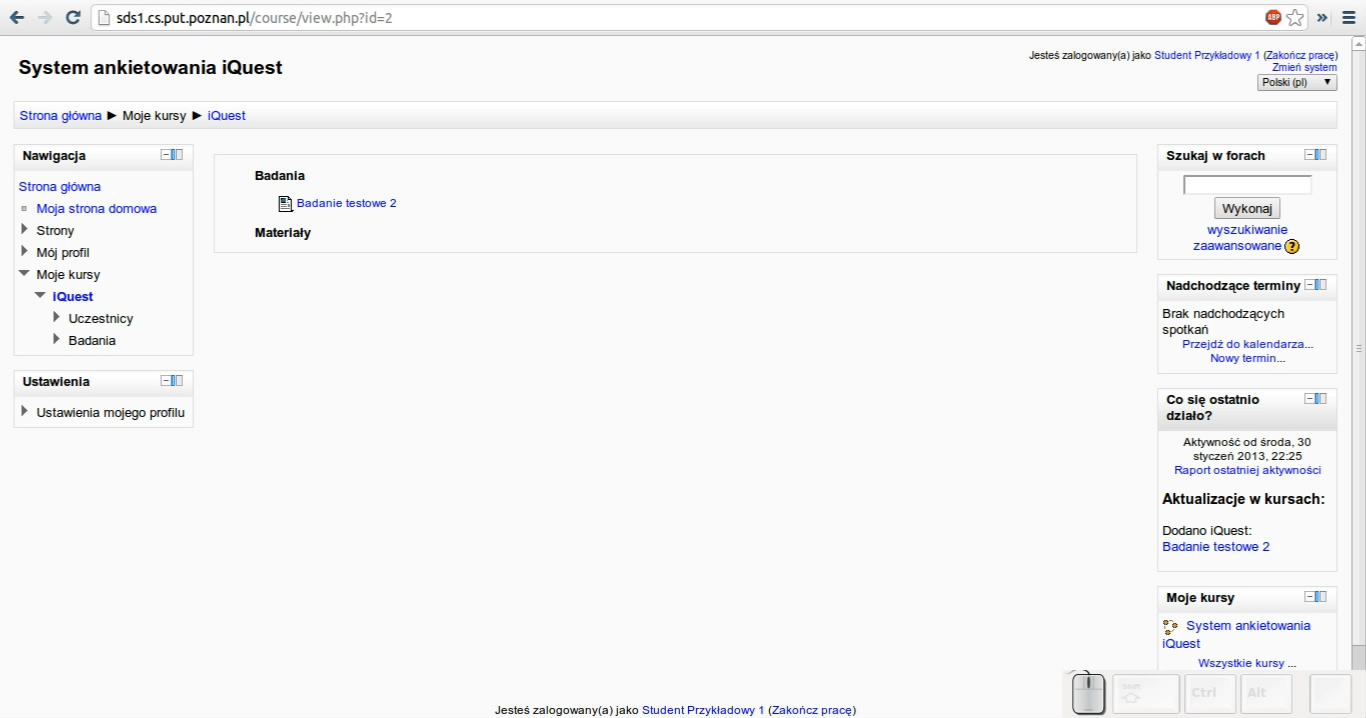 sds1.cs.put.poznan.pl/course/view.php?id=2
ABP
System ankietowania iQuest
Jesteś zalogowany(a) jako Student Przykładowy 1 (Zakończ pracę)
Zmień system
Polski (pl)
Strona główna ► Moje kursy ► iQuest
Nawigacja
Strona główna
Moja strona domowa
Strony
Mój profil
Moje kursy
iQuest
Uczestnicy
Badania
Ustawienia
Ustawienia mojego profilu
Badania
Badanie testowe 2
Materiały
Szukaj w forach
Wykonaj
wyszukiwanie
zaawansowane
Nadchodzące terminy
Brak nadchodzących
spotkań
Przejdź do kalendarza...
Nowy termin...
Co się ostatnio
działo?
Aktywność od środa, 30
styczeń 2013, 22:25
Raport ostatniej aktywności
Aktualizacje w kursach:
Dodano iQuest:
Badanie testowe 2
Moje kursy
System ankietowania
iQuest
Wszystkie kursy ...
Ctrl
Alt
Jesteś zalogowany(a) jako Student Przykładowy 1 (Zakończ pracę)